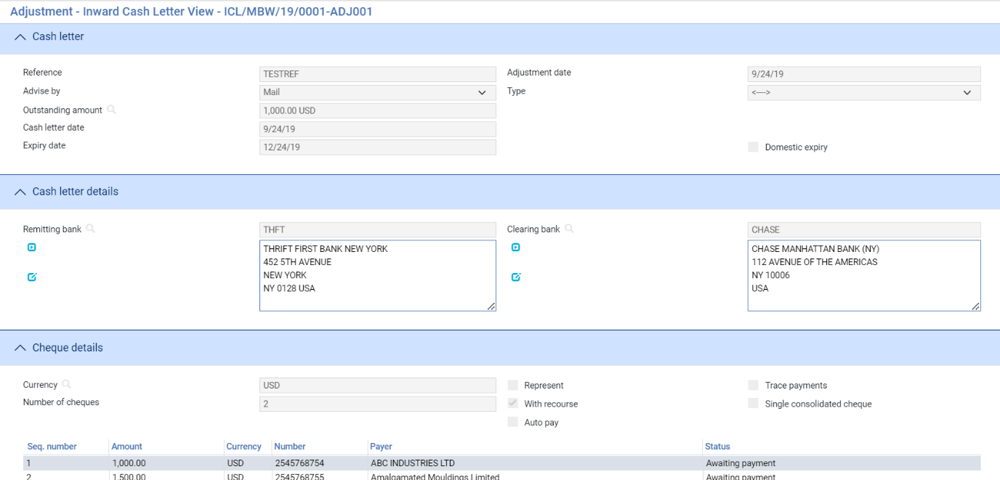 Adjustment - Inward Cash Letter View - ICL/MBW/19/0001-ADJ001
Cash letter
Reference TESTREF Adjustment date 9/24/19
Advise by Mail Type <---->
Outstanding amount 1,000.00 USD
Cash letter date 9/24/19
Expiry date 12/24/19 Domestic expiry
Cash letter details
Remitting bank THFT Clearing bank CHASE
THRIFT FIRST BANK NEW YORK CHASE MANHATTAN BANK (NY)
452 5TH AVENUE 112 AVENUE OF THE AMERICAS
NEW YORK NY 10006
NY 0128 USA USA
Cheque details
Currency USD Represent Trace payments
Number of cheques 2 With recourse Single consolidated cheque
Auto pay
Seq. number Amount Currency Number Payer Status
1 1,000.00 USD 2545768754 ABC INDUSTRIES LTD Awaiting payment
2 1,500.00 USD 2545768755 Amalgamated Mouldings Limited Awaiting payment